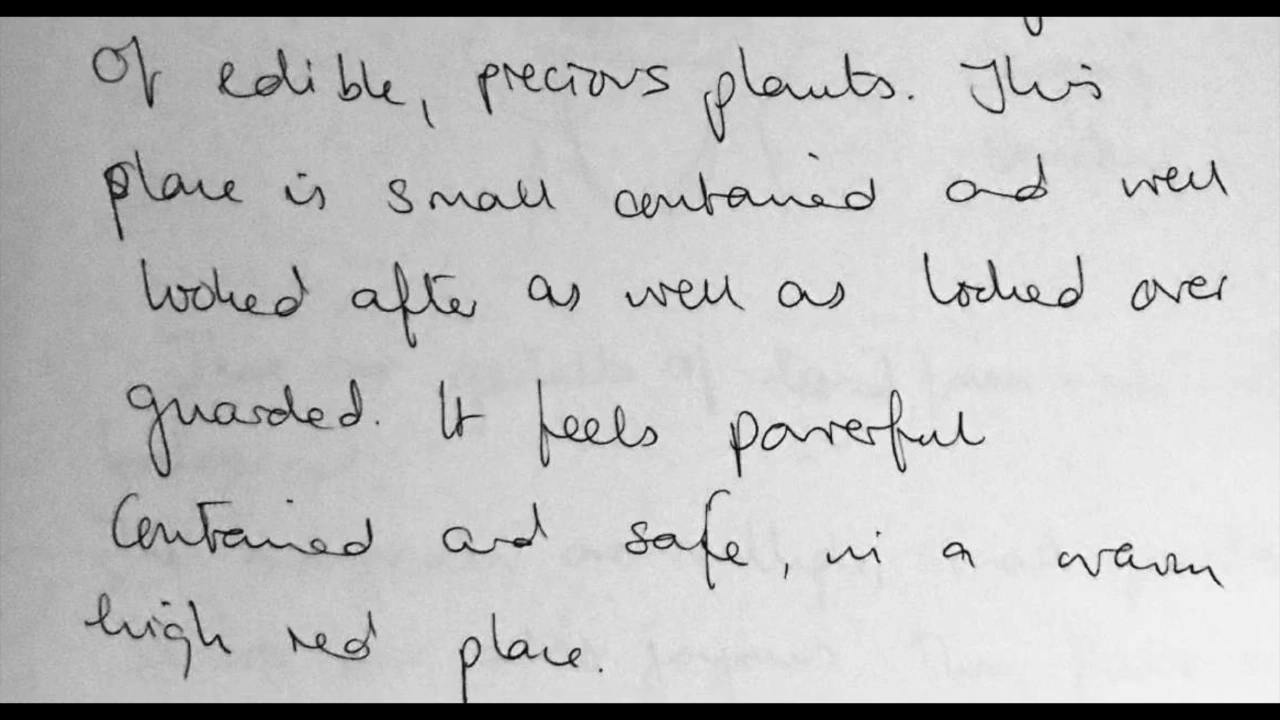 Of edible, precious plants. This
place is small contained and well
looked after as well as looked over
guarded. It feels powerful
Contained and safe, in a warm
high red place.